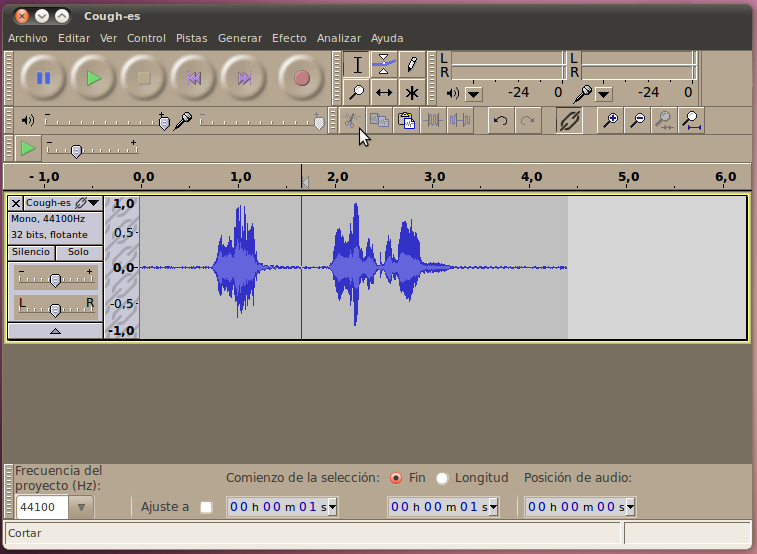 Cough-es
Archivo Editar Ver Control Pistas Generar Efecto Analizar Ayuda
L
R
-24 0
L
R
-24 0
- +
- +
- +
- 1,0 0,0 1,0 2,0 3,0 4,0 5,0 6,0
Cough-es
Mono, 44100Hz
32 bits, flotante
Silencio Solo
- +
L R
1,0
0,5
0,0
-0,5
-1,0
Frecuencia del
proyecto (Hz):
44100
Comienzo de la selección: Fin Longitud Posición de audio:
Ajuste a 00 h 00 m 01 s 00 h 00 m 01 s 00 h 00 m 00 s
Cortar